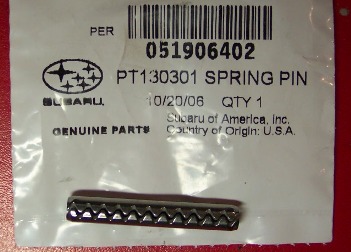 PER
051906402
PT130301 SPRING PIN
SUBARU.
10/20/06 QTY 1
Subaru of America, Inc.
GENUINE PARTS
Country of Origin: U.S.A.